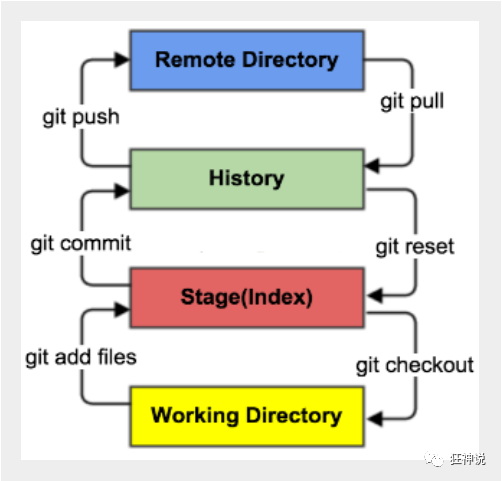 Remote Directory
git push
git pull
History
git commit
git reset
Stage(Index)
git add files
git checkout
Working Directory
狂神说